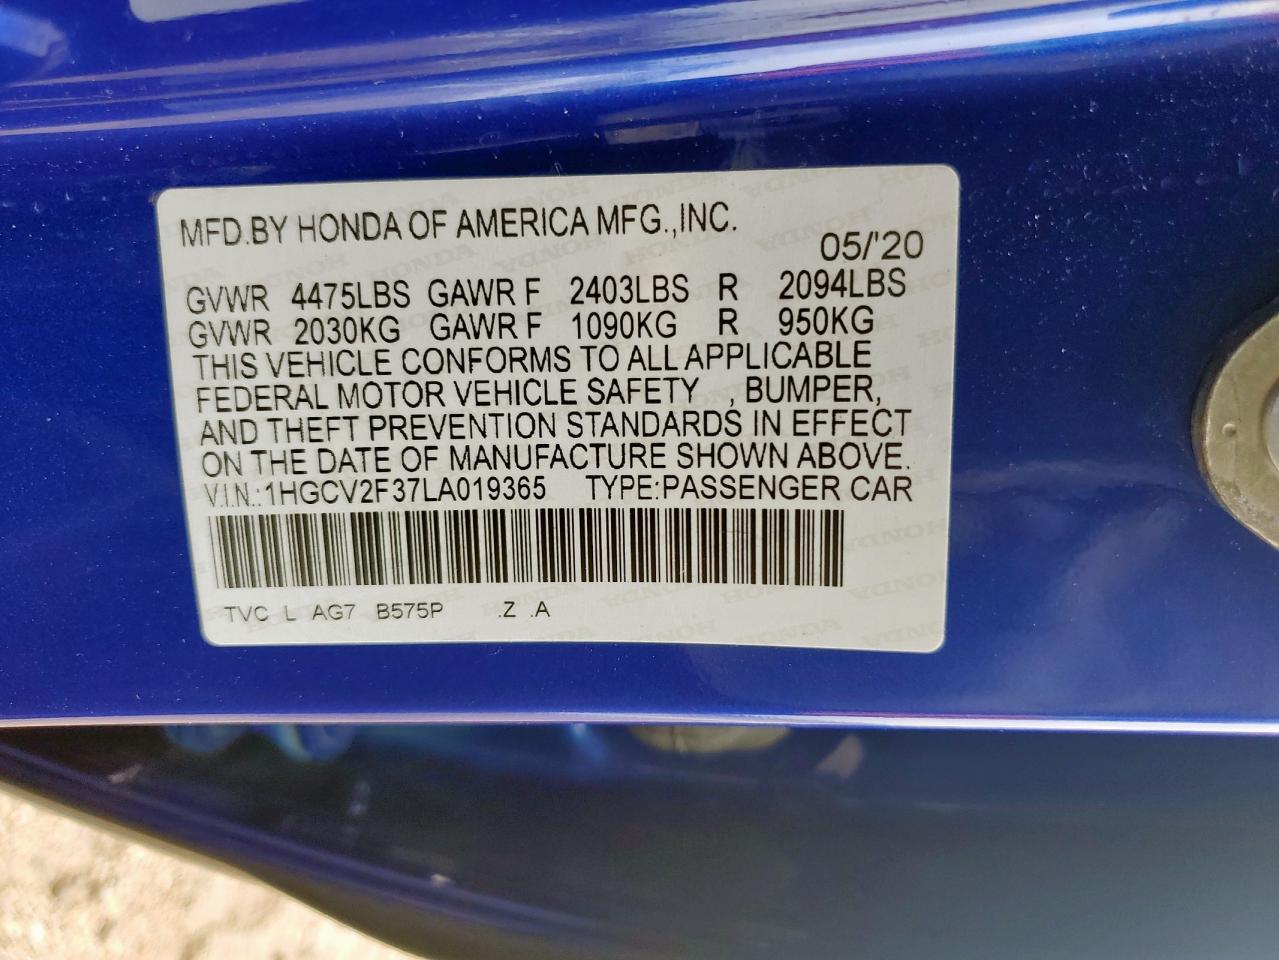 MFD.BY HONDA OF AMERICA MFG.,INC.
05/'20
GVWR 4475LBS GAWR F 2403LBS R 2094LBS
GVWR 2030KG GAWR F 1090KG R 950KG
THIS VEHICLE CONFORMS TO ALL APPLICABLE
FEDERAL MOTOR VEHICLE SAFETY , BUMPER,
AND THEFT PREVENTION STANDARDS IN EFFECT
ON THE DATE OF MANUFACTURE SHOWN ABOVE.
V.I.N.:1HGCV2F37LA019365 TYPE:PASSENGER CAR
TVC L AG7 B575P .Z .A